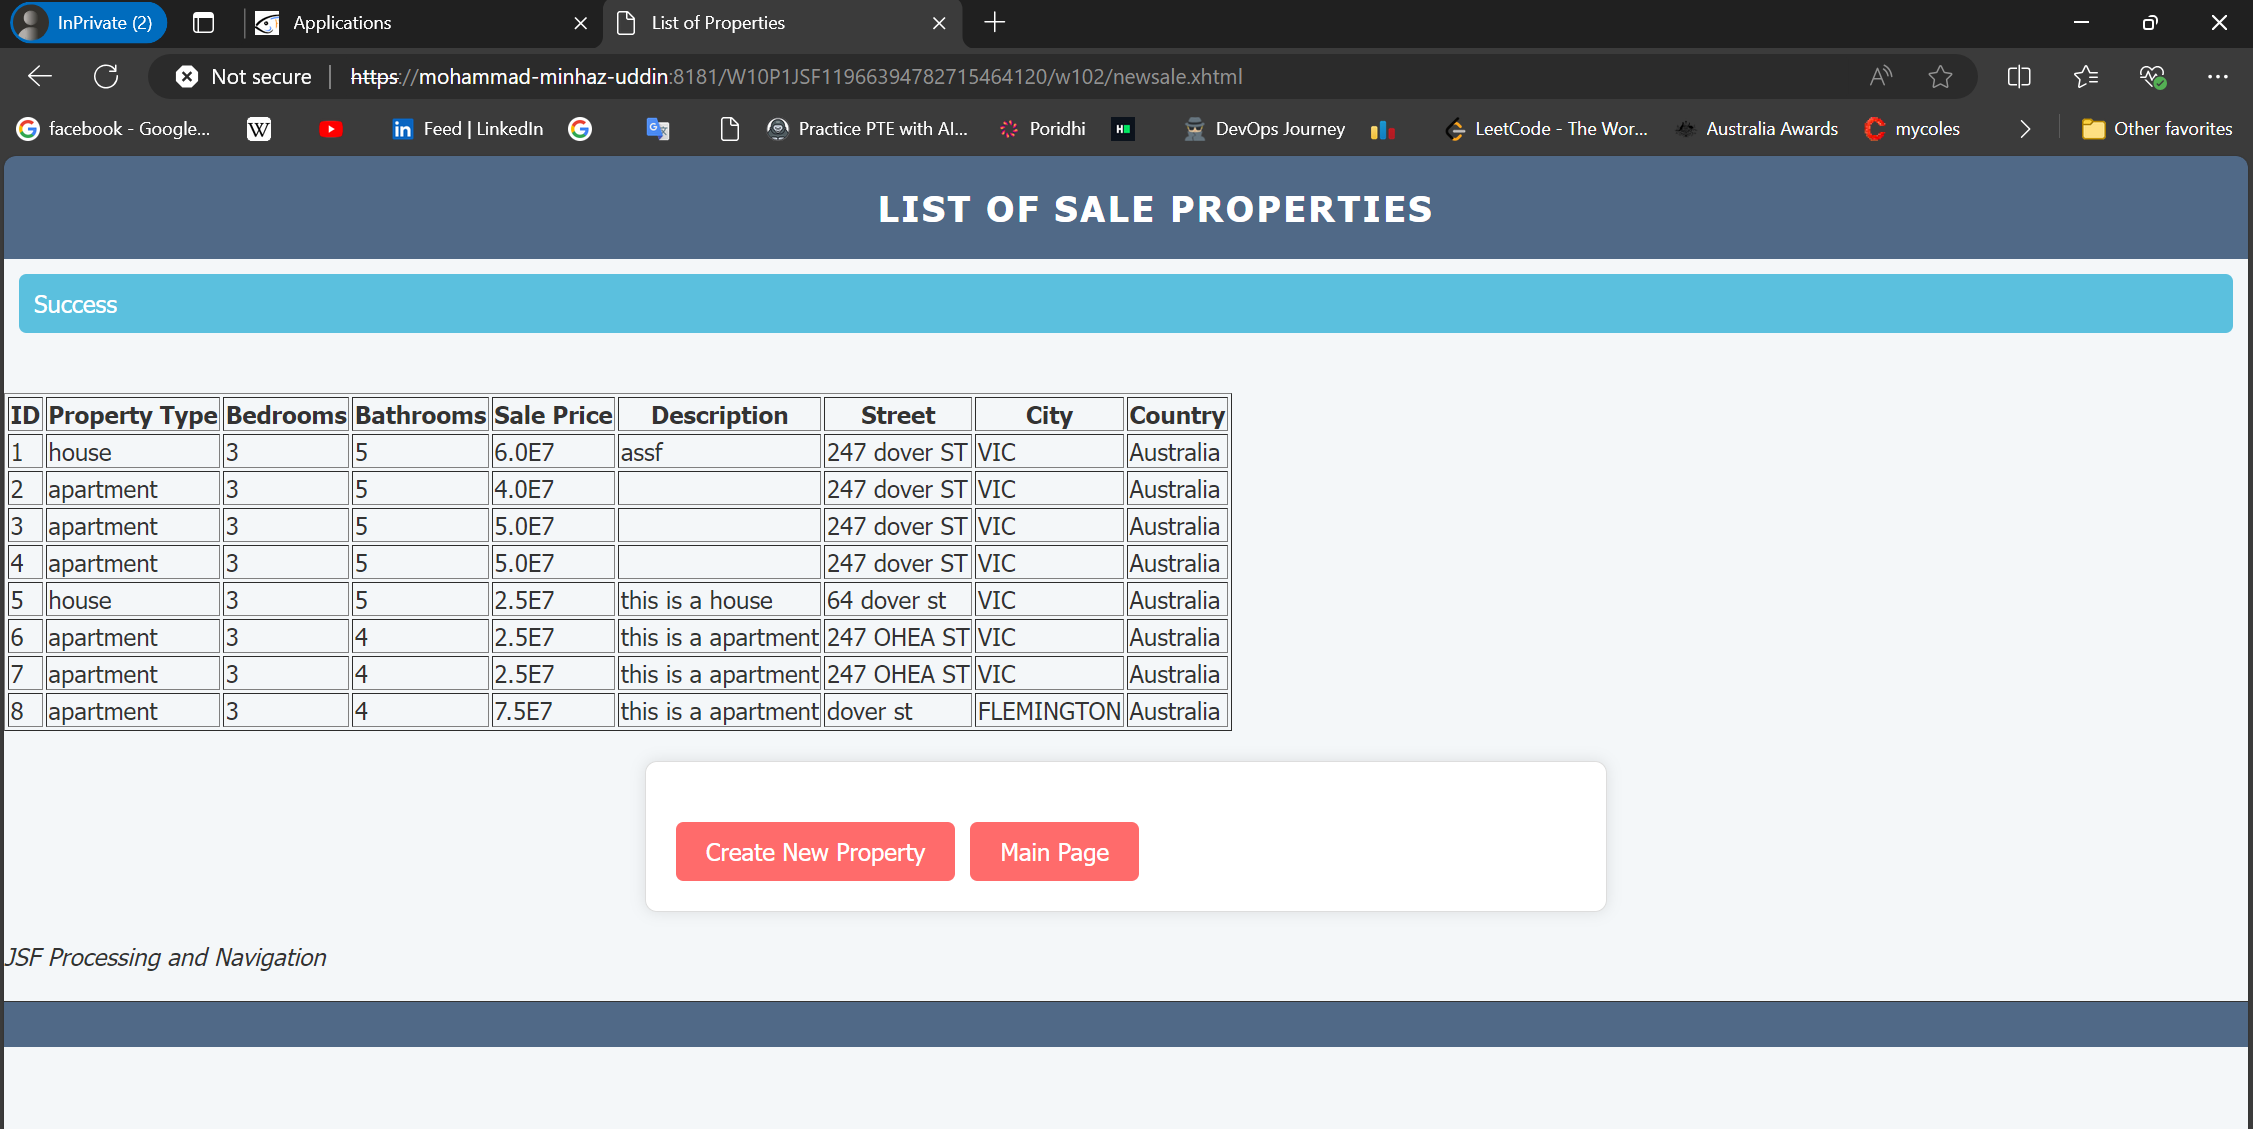 InPrivate (2) Applications List of Properties
Not secure https://mohammad-minhaz-uddin:8181/W10P1JSF11966394782715464120/w102/newsale.xhtml
facebook - Google... W Feed | LinkedIn Practice PTE with AI... Poridhi DevOps Journey LeetCode - The Wor... Australia Awards mycoles Other favorites
LIST OF SALE PROPERTIES
Success
ID Property Type Bedrooms Bathrooms Sale Price Description Street City Country
1 house 3 5 6.0E7 assf 247 dover ST VIC Australia
2 apartment 3 5 4.0E7 247 dover ST VIC Australia
3 apartment 3 5 5.0E7 247 dover ST VIC Australia
4 apartment 3 5 5.0E7 247 dover ST VIC Australia
5 house 3 5 2.5E7 this is a house 64 dover st VIC Australia
6 apartment 3 4 2.5E7 this is a apartment 247 OHEA ST VIC Australia
7 apartment 3 4 2.5E7 this is a apartment 247 OHEA ST VIC Australia
8 apartment 3 4 7.5E7 this is a apartment dover st FLEMINGTON Australia
Create New Property Main Page
JSF Processing and Navigation